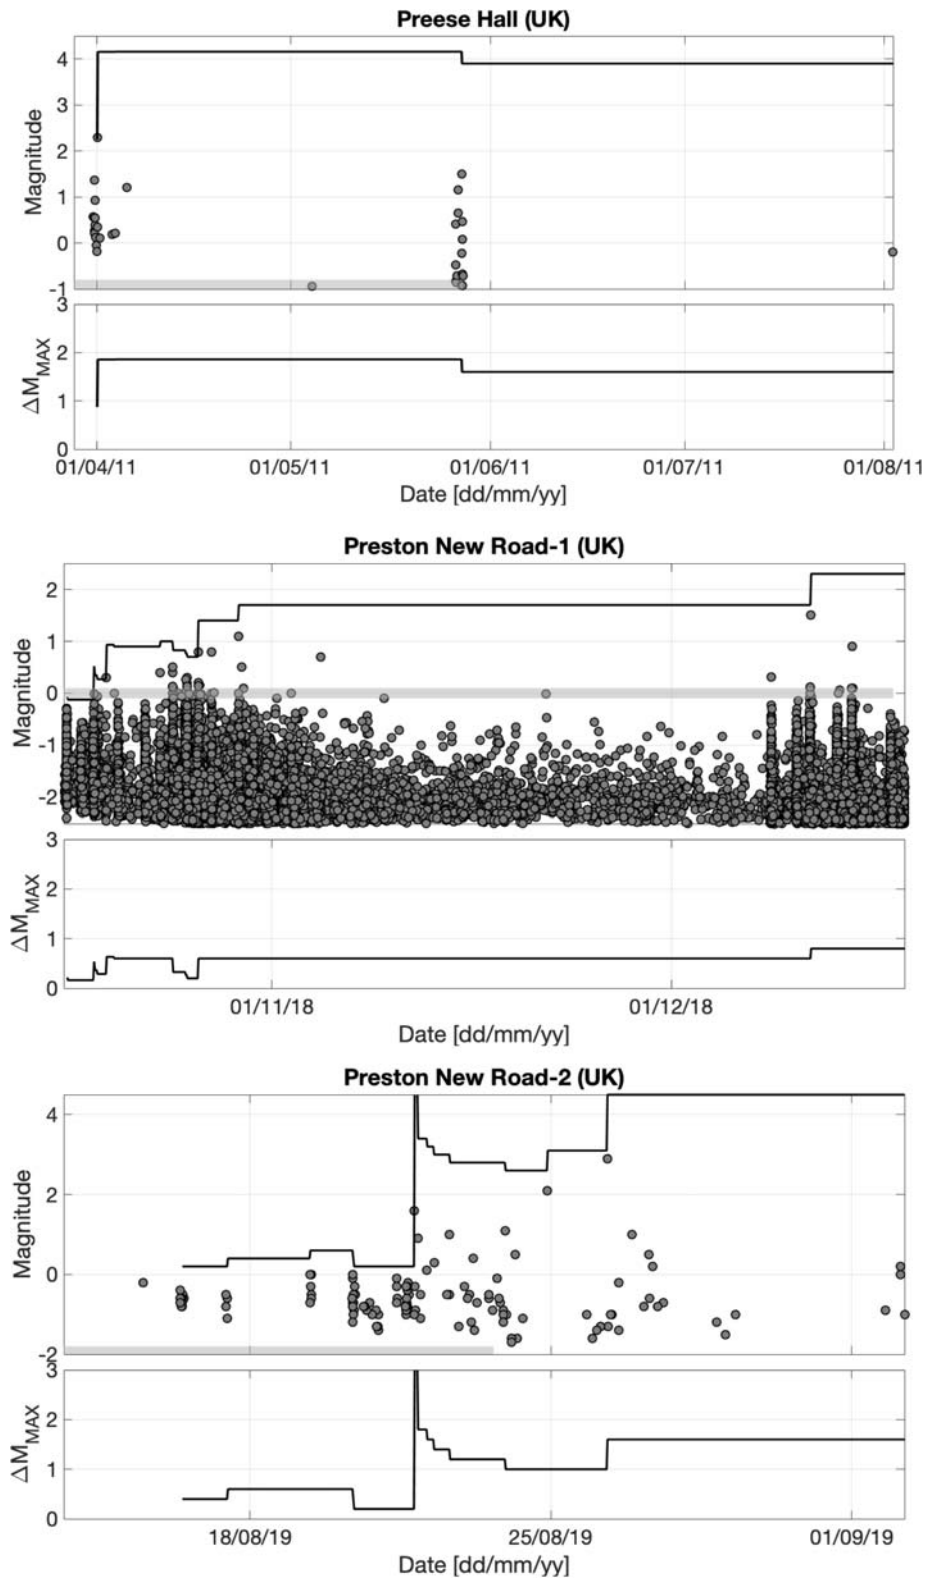 Preese Hall (UK)
4
3
2
1
0
-1
Magnitude
3
2
1
0
ΔM_MAX
01/04/11 01/05/11 01/06/11 01/07/11 01/08/11
Date [dd/mm/yy]
Preston New Road-1 (UK)
2
1
0
-1
-2
Magnitude
3
2
1
0
ΔM_MAX
01/11/18 01/12/18
Date [dd/mm/yy]
Preston New Road-2 (UK)
4
2
0
-2
Magnitude
3
2
1
0
ΔM_MAX
18/08/19 25/08/19 01/09/19
Date [dd/mm/yy]